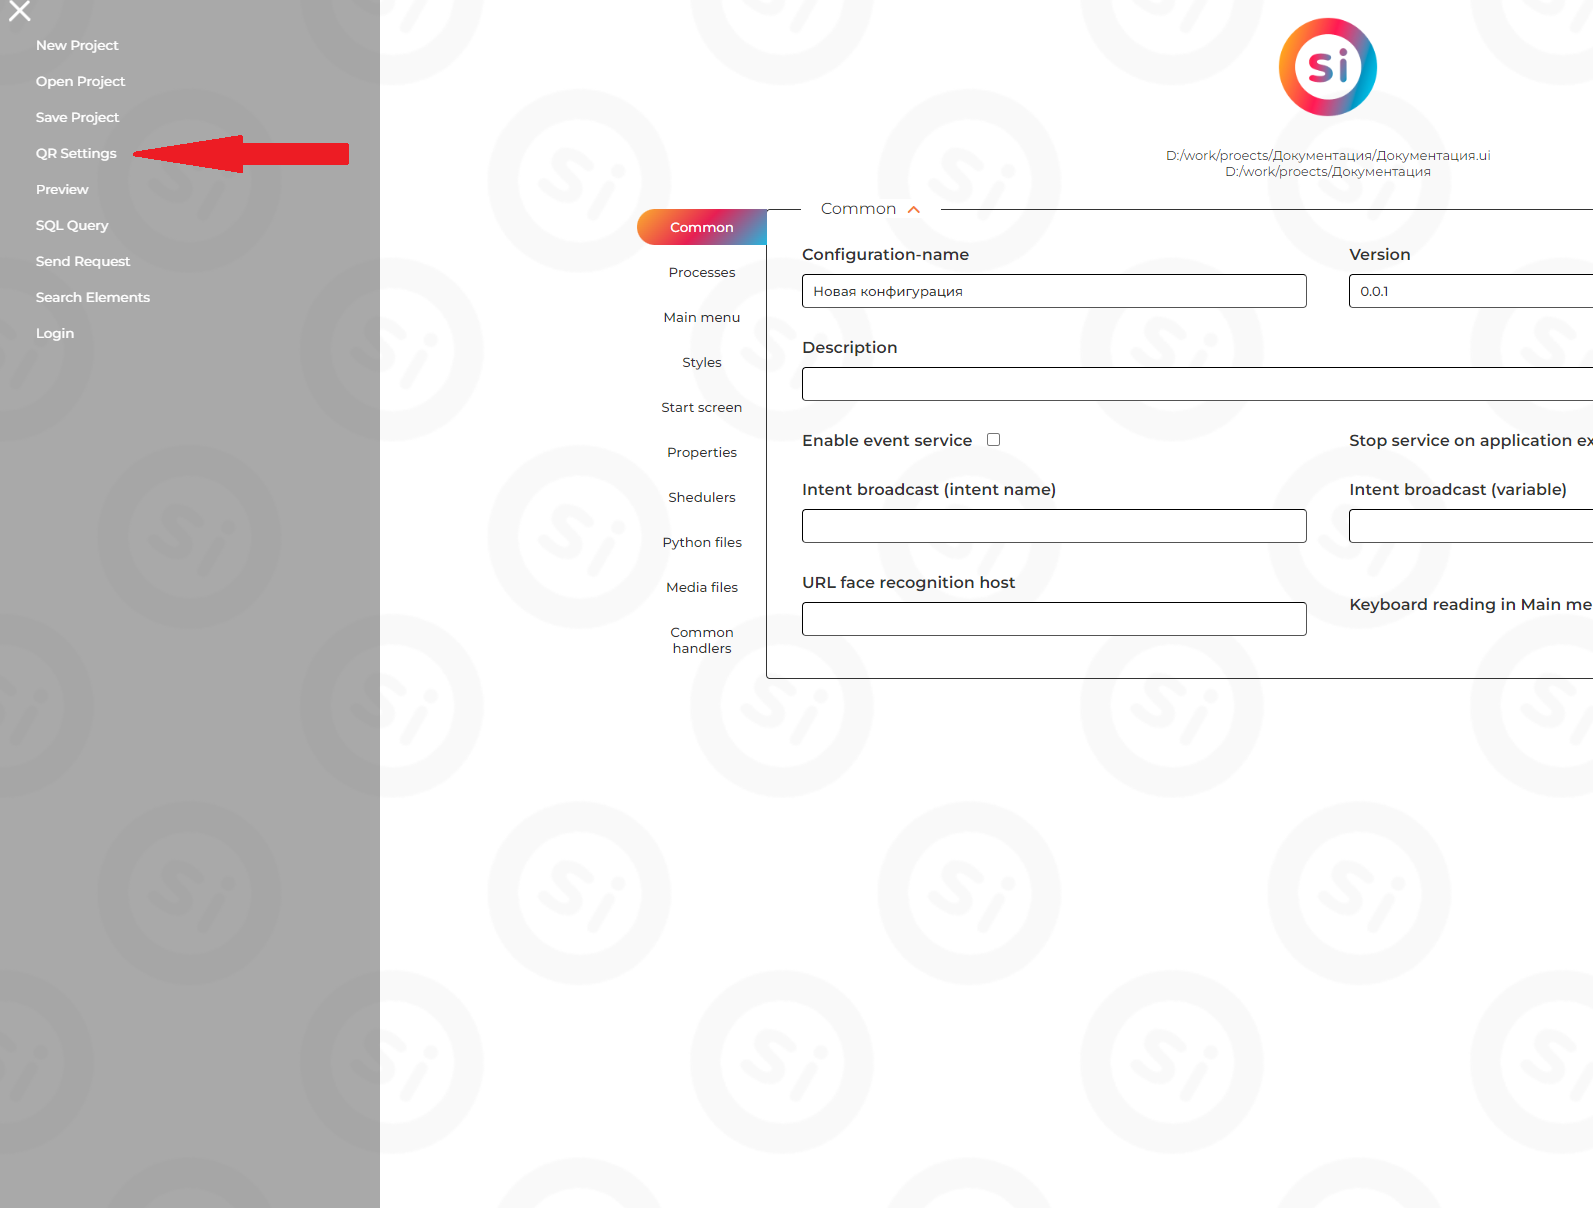 New Project
Open Project
Save Project
QR Settings
Preview
SQL Query
Send Request
Search Elements
Login
si
D:/work/proects/Документация/Документация.ui
D:/work/proects/Документация
Common
Processes
Main menu
Styles
Start screen
Properties
Shedulers
Python files
Media files
Common
handlers
Common
Configuration-name
Version
Новая конфигурация
0.0.1
Description
Enable event service
Stop service on application ex
Intent broadcast (intent name)
Intent broadcast (variable)
URL face recognition host
Keyboard reading in Main me